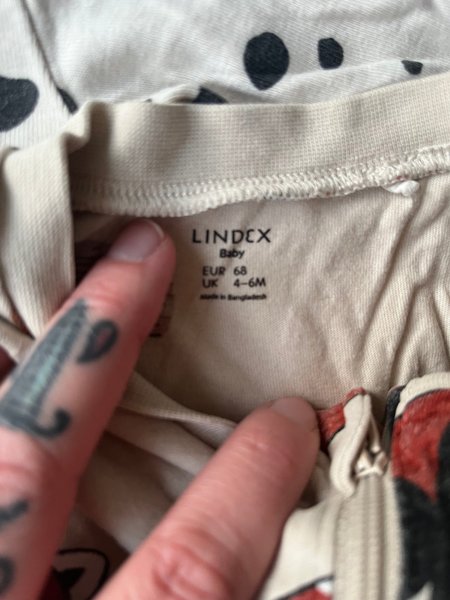 LINDEX
Baby
EUR 68
UK 4-6M
Made in Bangladesh